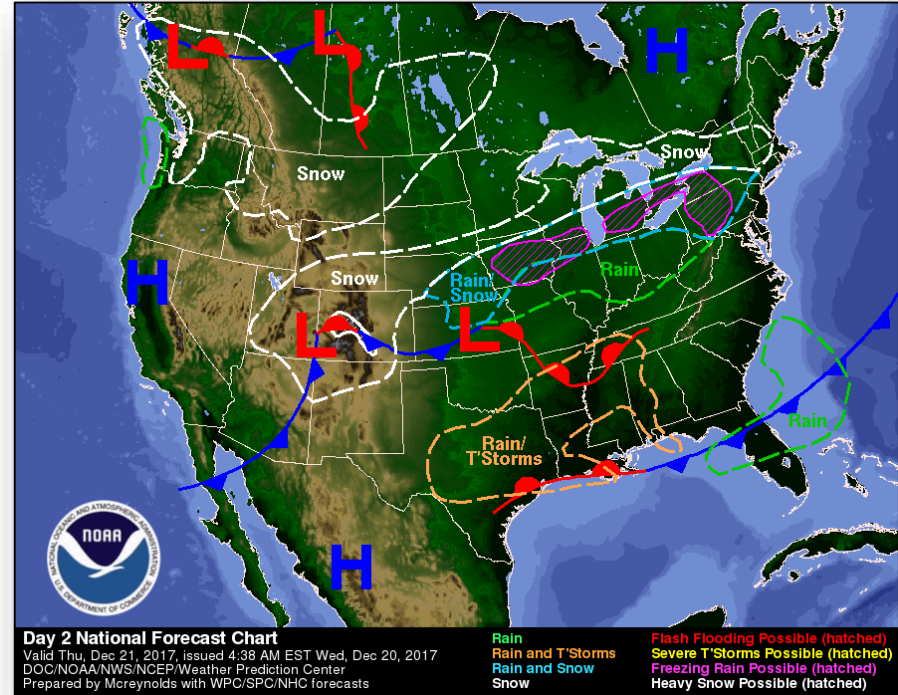 L
L
H
Snow
Snow
Snow
Rain
Rain/
Snow
H
L
L
Rain
Rain/
T'Storms
H
NATIONAL OCEANIC AND ATMOSPHERIC ADMINISTRATION
NOAA
U.S. DEPARTMENT OF COMMERCE
Day 2 National Forecast Chart
Valid Thu, Dec 21, 2017, issued 4:38 AM EST Wed, Dec 20, 2017
DOC/NOAA/NWS/NCEP/Weather Prediction Center
Prepared by Mcreynolds with WPC/SPC/NHC forecasts
Rain
Rain and T'Storms
Rain and Snow
Snow
Flash Flooding Possible (hatched)
Severe T'Storms Possible (hatched)
Freezing Rain Possible (hatched)
Heavy Snow Possible (hatched)